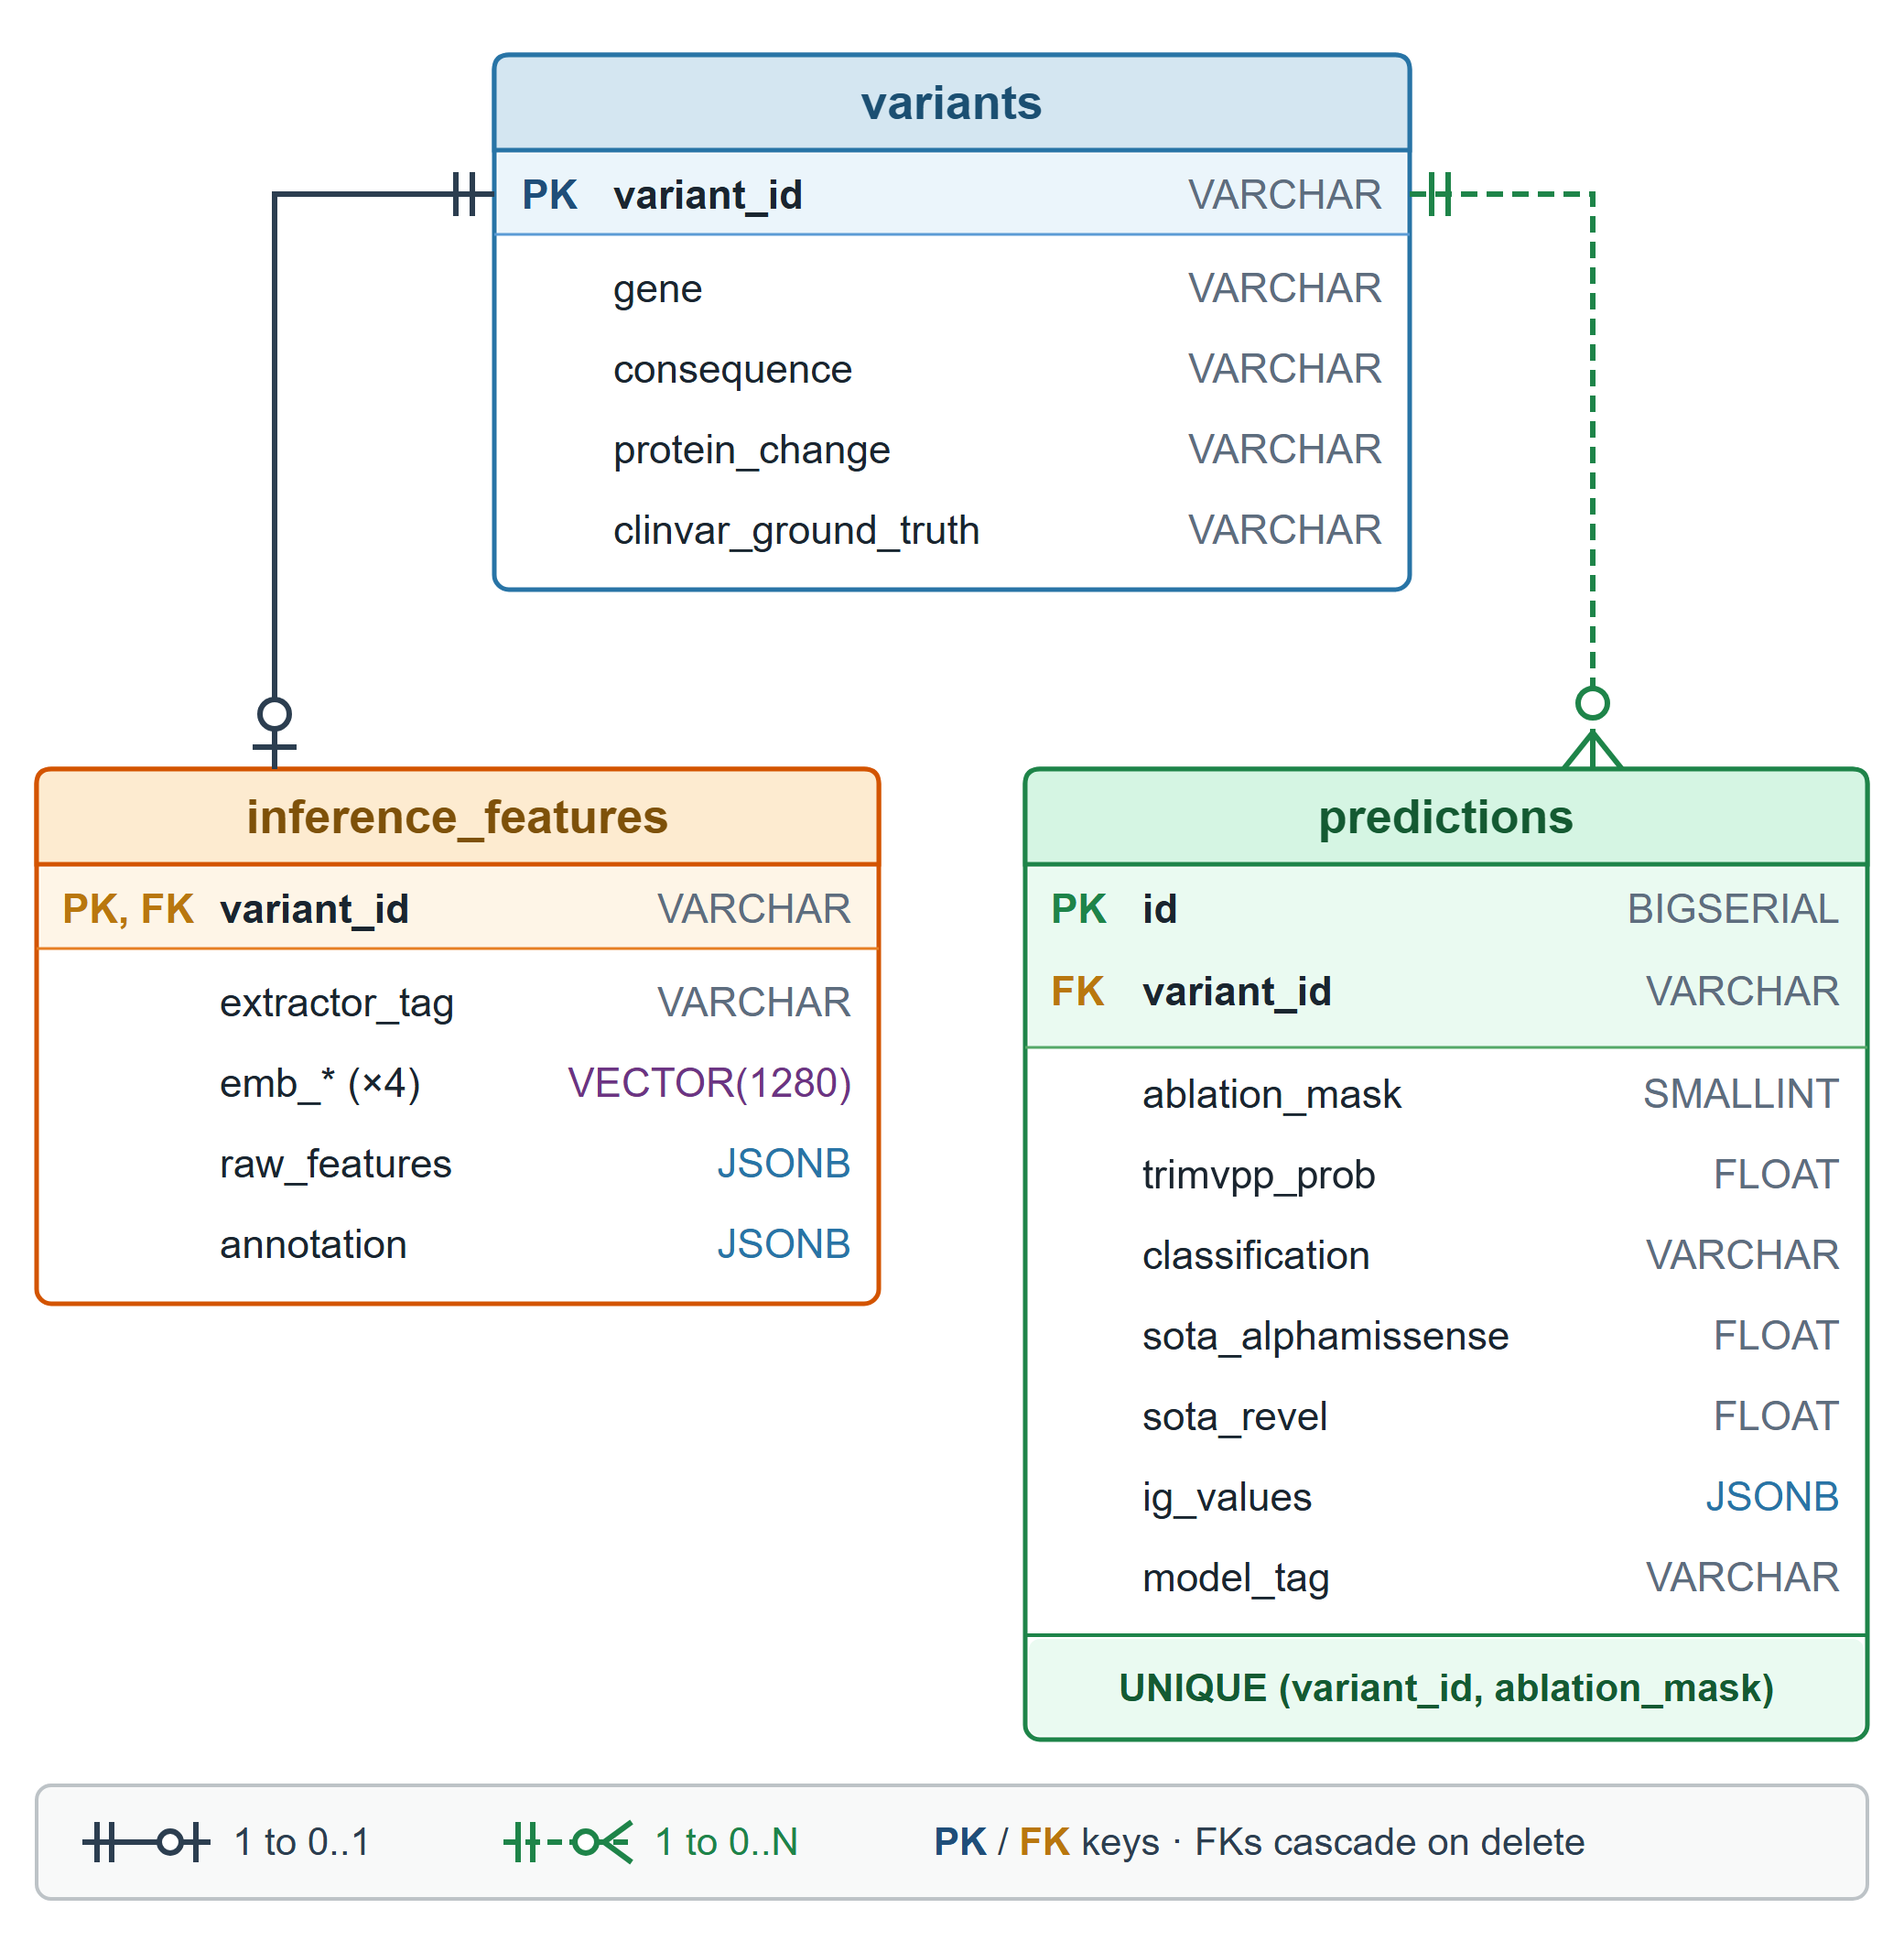 variants
PK variant_id VARCHAR
gene VARCHAR
consequence VARCHAR
protein_change VARCHAR
clinvar_ground_truth VARCHAR
inference_features
PK, FK variant_id VARCHAR
extractor_tag VARCHAR
emb_* (×4) VECTOR(1280)
raw_features JSONB
annotation JSONB
predictions
PK id BIGSERIAL
FK variant_id VARCHAR
ablation_mask SMALLINT
trimvpp_prob FLOAT
classification VARCHAR
sota_alphamissense FLOAT
sota_revel FLOAT
ig_values JSONB
model_tag VARCHAR
UNIQUE (variant_id, ablation_mask)
1 to 0..1
1 to 0..N
PK / FK keys · FKs cascade on delete